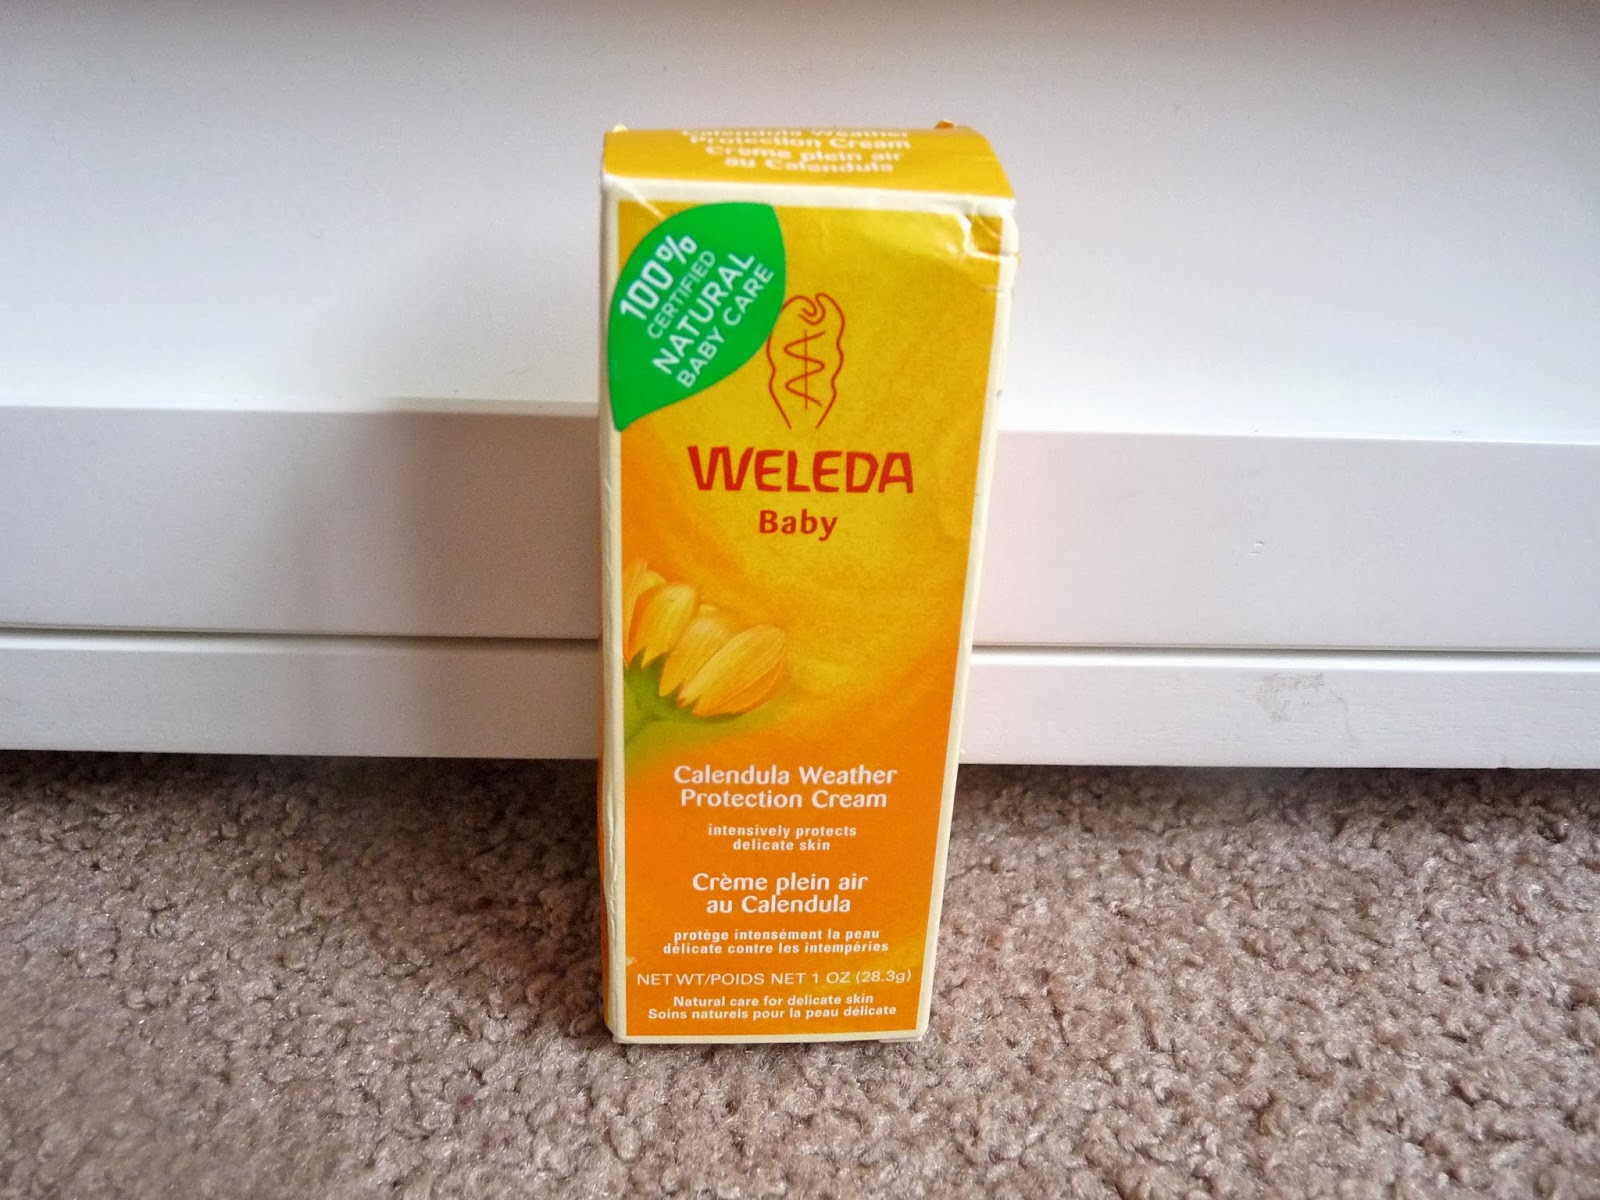 Calendula Weather
Protection Cream
Crème plein air
au Calendula
100%
CERTIFIED
NATURAL
BABY CARE
WELEDA
Baby
Calendula Weather
Protection Cream
intensively protects
delicate skin
Crème plein air
au Calendula
protège intensément la peau
délicate contre les intempéries
NET WT/POIDS NET 1 OZ (28.3g)
Natural care for delicate skin
Soins naturels pour la peau délicate